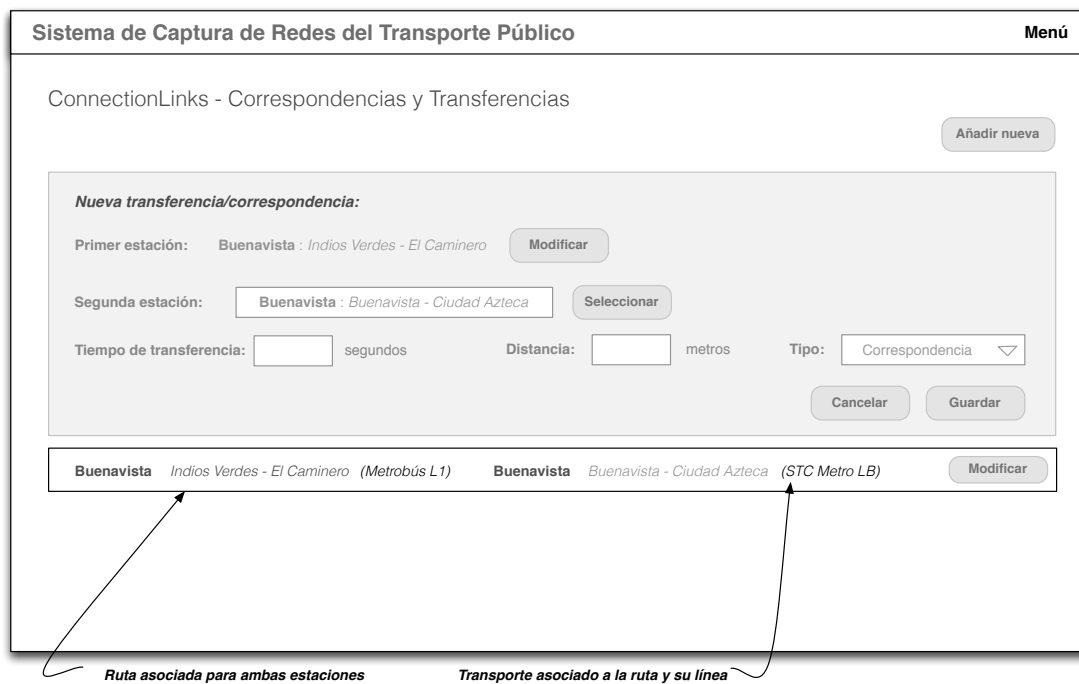 Sistema de Captura de Redes del Transporte Público Menú
ConnectionLinks - Correspondencias y Transferencias
Añadir nueva
Nueva transferencia/correspondencia:
Primer estación: Buenavista : Indios Verdes - El Caminero Modificar
Segunda estación: Buenavista : Buenavista - Ciudad Azteca Seleccionar
Tiempo de transferencia: segundos Distancia: metros Tipo: Correspondencia
Cancelar Guardar
Buenavista Indios Verdes - El Caminero (Metrobús L1) Buenavista Buenavista - Ciudad Azteca (STC Metro LB) Modificar
Ruta asociada para ambas estaciones Transporte asociado a la ruta y su línea